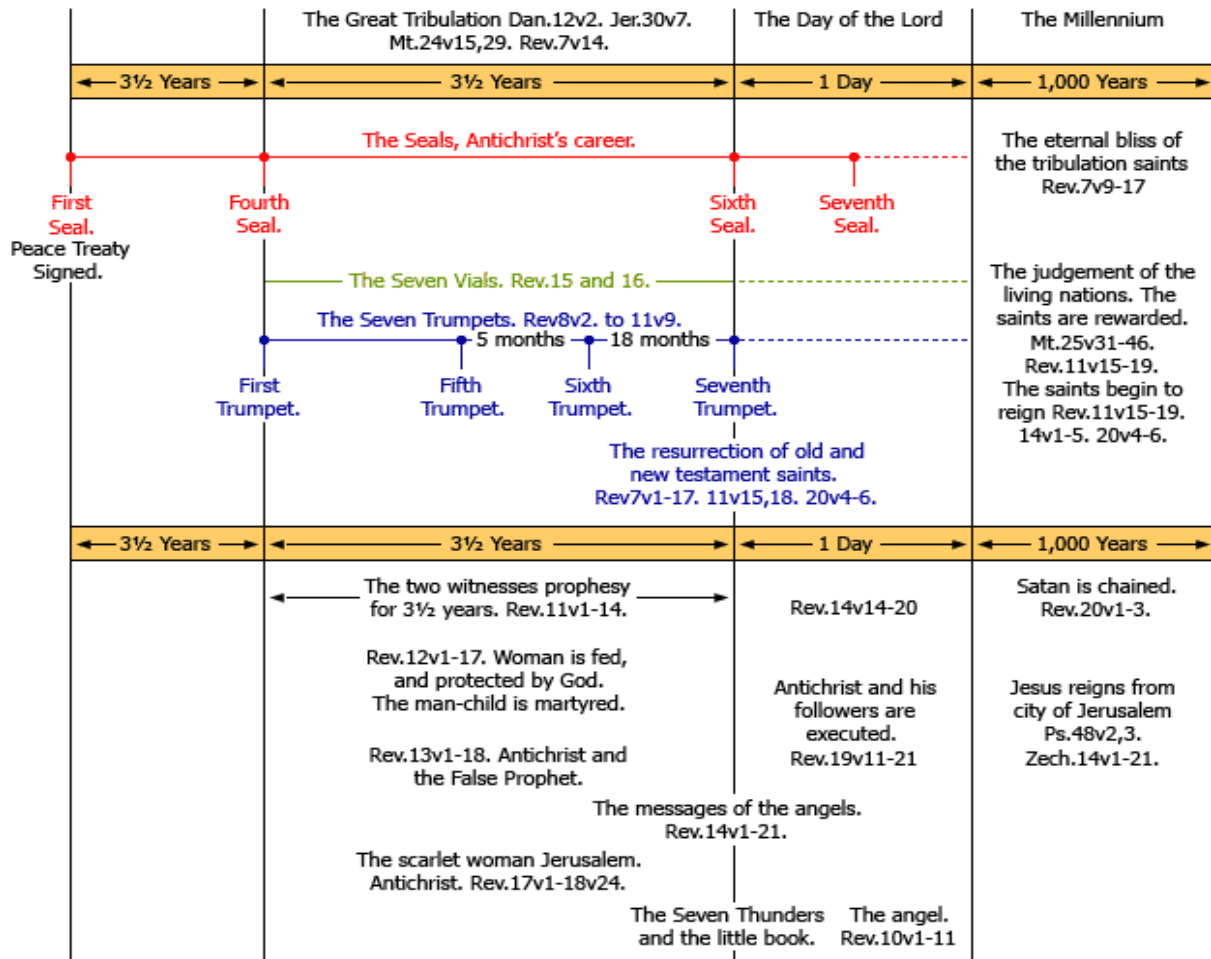 The Great Tribulation Dan.12v2. Jer.30v7.
Mt.24v15,29. Rev.7v14.
The Day of the Lord
The Millennium
3½ Years
3½ Years
1 Day
1,000 Years
The Seals, Antichrist's career.
First
Seal.
Peace Treaty
Signed.
Fourth
Seal.
Sixth
Seal.
Seventh
Seal.
The eternal bliss of
the tribulation saints
Rev.7v9-17
The Seven Vials. Rev.15 and 16.
The Seven Trumpets. Rev8v2. to 11v9.
5 months
18 months
First
Trumpet.
Fifth
Trumpet.
Sixth
Trumpet.
Seventh
Trumpet.
The resurrection of old and
new testament saints.
Rev7v1-17. 11v15,18. 20v4-6.
The judgement of the
living nations. The
saints are rewarded.
Mt.25v31-46.
Rev.11v15-19.
The saints begin to
reign Rev.11v15-19.
14v1-5. 20v4-6.
3½ Years
3½ Years
1 Day
1,000 Years
The two witnesses prophesy
for 3½ years. Rev.11v1-14.
Rev.12v1-17. Woman is fed,
and protected by God.
The man-child is martyred.
Rev.13v1-18. Antichrist and
the False Prophet.
The messages of the angels.
Rev.14v1-21.
The scarlet woman Jerusalem.
Antichrist. Rev.17v1-18v24.
The Seven Thunders
and the little book.
Rev.14v14-20
Antichrist and his
followers are
executed.
Rev.19v11-21
The angel.
Rev.10v1-11
Satan is chained.
Rev.20v1-3.
Jesus reigns from
city of Jerusalem
Ps.48v2,3.
Zech.14v1-21.